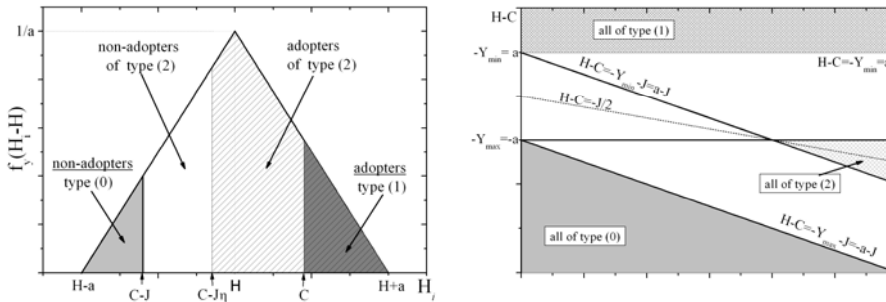 1/a
f_y(H_i-H)
non-adopters
of type (2)
adopters
of type (2)
non-adopters
type (0)
adopters
type (1)
H-a
C-J
C-Jη
H
C
H+a
H_i
H-C
all of type (1)
-Y_min = a
H-C=-Y_min=a
H-C=-Y_min-J=a-J
H-C=-J/2
-Y_max=-a
all of type (2)
H-C=-Y_max-J=-a-J
all of type (0)